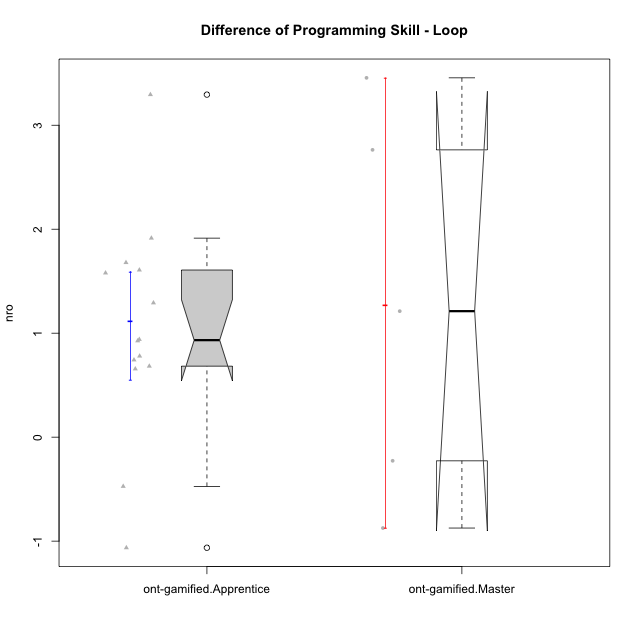 Difference of Programming Skill - Loop
nro
3
2
1
0
-1
ont-gamified.Apprentice
ont-gamified.Master